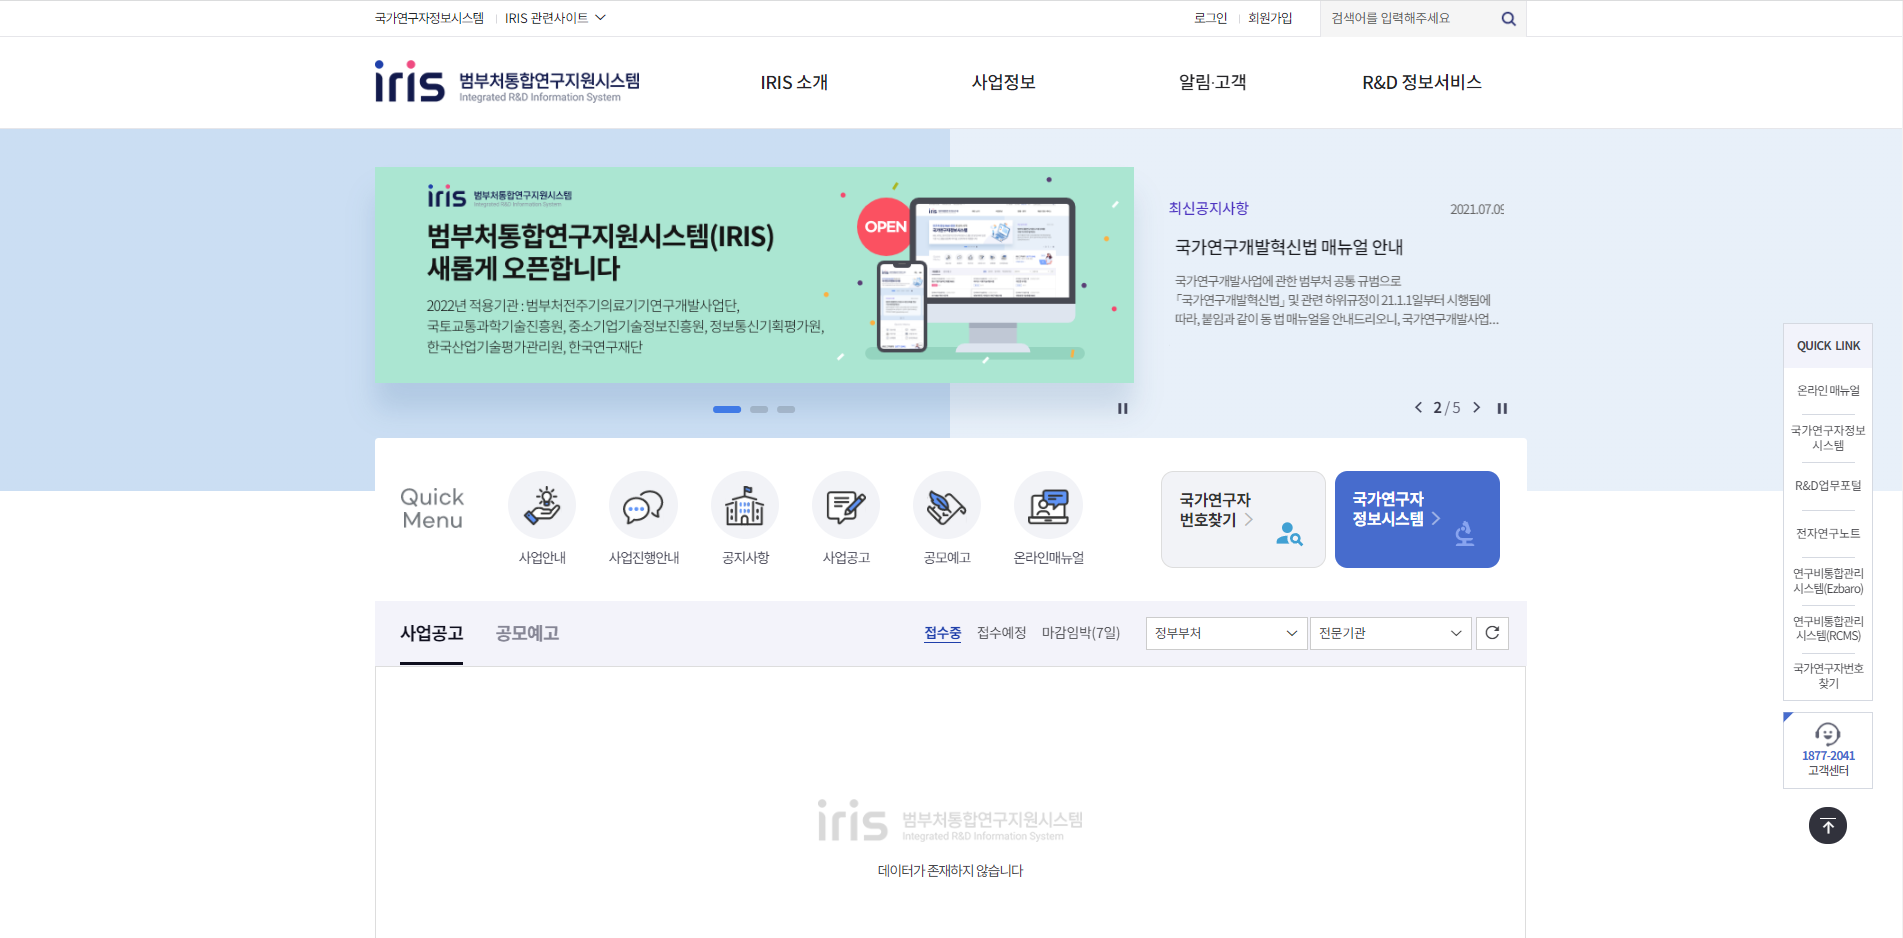 국가연구자정보시스템
IRIS 관련사이트
로그인
회원가입
검색어를 입력해주세요
iris 범부처통합연구지원시스템
Integrated R&D Information System
IRIS 소개
사업정보
알림·고객
R&D 정보서비스
iris 범부처통합연구지원시스템
Integrated R&D Information System
범부처통합연구지원시스템(IRIS)
새롭게 오픈합니다
2022년 적용기관 : 범부처전주기의료기기연구개발사업단,
국토교통과학기술진흥원, 중소기업기술정보진흥원, 정보통신기획평가원,
한국산업기술평가관리원, 한국연구재단
OPEN
최신공지사항
2021.07.09
국가연구개발혁신법 매뉴얼 안내
국가연구개발사업에 관한 범부처 공통 규범으로
「국가연구개발혁신법」 및 관련 하위규정이 21.1.1일부터 시행됨에
따라, 붙임과 같이 동 법 매뉴얼을 안내드리오니, 국가연구개발사업...
2 / 5
Quick
Menu
사업안내
사업진행안내
공지사항
사업공고
공모예고
온라인매뉴얼
국가연구자
번호찾기
국가연구자
정보시스템
사업공고
공모예고
접수중
접수예정
마감임박(7일)
정부부처
전문기관
iris 범부처통합연구지원시스템
Integrated R&D Information System
데이터가 존재하지 않습니다
QUICK LINK
온라인 매뉴얼
국가연구자정보
시스템
R&D업무포털
전자연구노트
연구비통합관리
시스템(Ezbaro)
연구비통합관리
시스템(RCMS)
국가연구자번호
찾기
1877-2041
고객센터